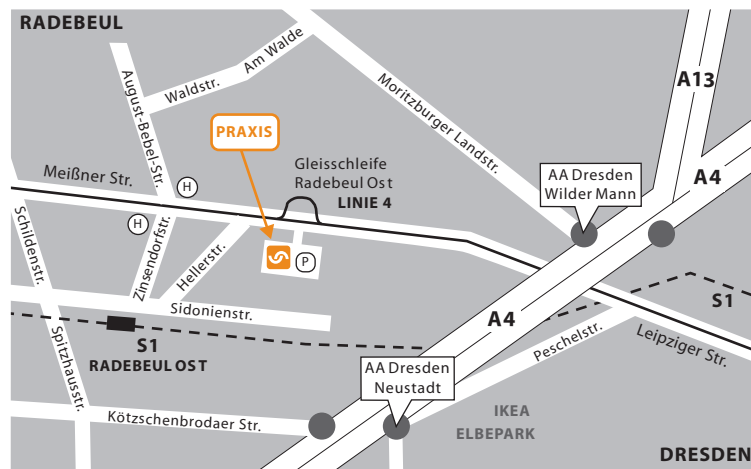 RADEBEUL
Am Walde
Waldstr.
August-Bebel-Str.
PRAXIS
Moritzburger Landstr.
A13
A4
Gleisschleife
Radebeul Ost
LINIE 4
AA Dresden
Wilder Mann
Meißner Str.
H
H
Schildenstr.
Zinsendorfstr.
Hellerstr.
P
Sidonienstr.
S1
RADEBEUL OST
Spitzhausstr.
A4
S1
Peschelstr.
Leipziger Str.
AA Dresden
Neustadt
Kötzschenbrodaer Str.
IKEA
ELBEPARK
DRESDEN